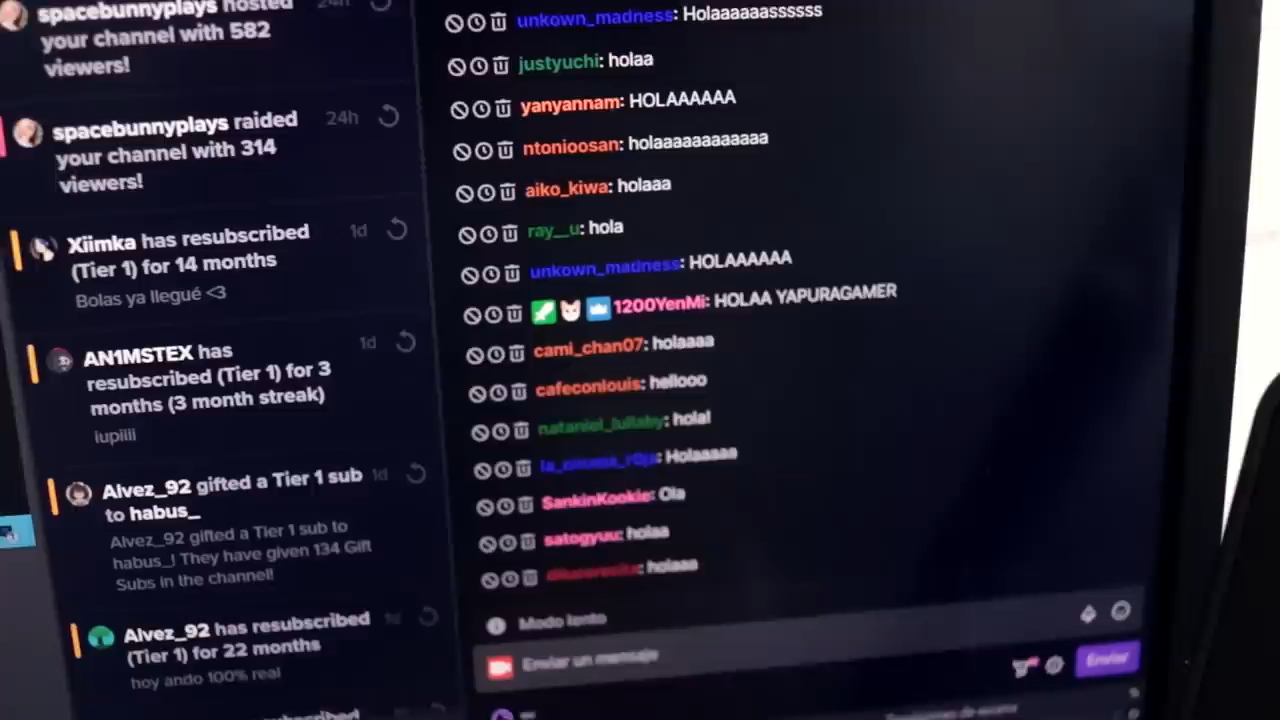 spacebunnyplays hosted 24h
your channel with 582
viewers!
spacebunnyplays raided 24h
your channel with 314
viewers!
Xiimka has resubscribed 1d
(Tier 1) for 14 months
Bolas ya llegué <3
AN1MSTEX has 1d
resubscribed (Tier 1) for 3
months (3 month streak)
iupiiii
Alvez_92 gifted a Tier 1 sub 1d
to habus_
Alvez_92 gifted a Tier 1 sub to
habus_! They have given 134 Gift
Subs in the channel!
Alvez_92 has resubscribed
(Tier 1) for 22 months
hoy ando 100% real
unkown_madness: Holaaaaaassssss
justyuchi: holaa
yanyannam: HOLAAAAAA
ntonioosan: holaaaaaaaaaaaa
aiko_kiwa: holaaa
ray__u: hola
unkown_madness: HOLAAAAAA
1200YenMi: HOLAA YAPURAGAMER
cami_chan07: holaaaa
cafeconlouis: hellooo
nataniel_lullaby: hola!
Holaaaaa
SankinKookie: Ola
satogyuu: holaa
holaaa
Modo lento
Enviar un mensaje
Enviar